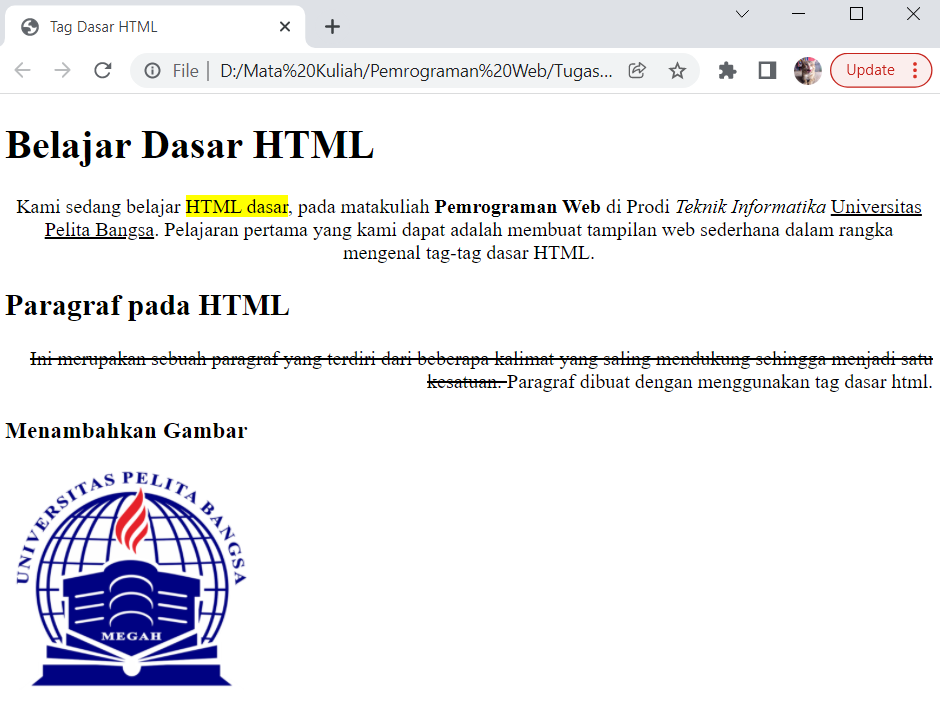 Tag Dasar HTML
File | D:/Mata%20Kuliah/Pemrograman%20Web/Tugas...
Update
Belajar Dasar HTML
Kami sedang belajar HTML dasar, pada matakuliah Pemrograman Web di Prodi Teknik Informatika Universitas
Pelita Bangsa. Pelajaran pertama yang kami dapat adalah membuat tampilan web sederhana dalam rangka
mengenal tag-tag dasar HTML.
Paragraf pada HTML
Ini merupakan sebuah paragraf yang terdiri dari beberapa kalimat yang saling mendukung sehingga menjadi satu
kesatuan. Paragraf dibuat dengan menggunakan tag dasar html.
Menambahkan Gambar
UNIVERSITAS PELITA BANGSA
MEGAH